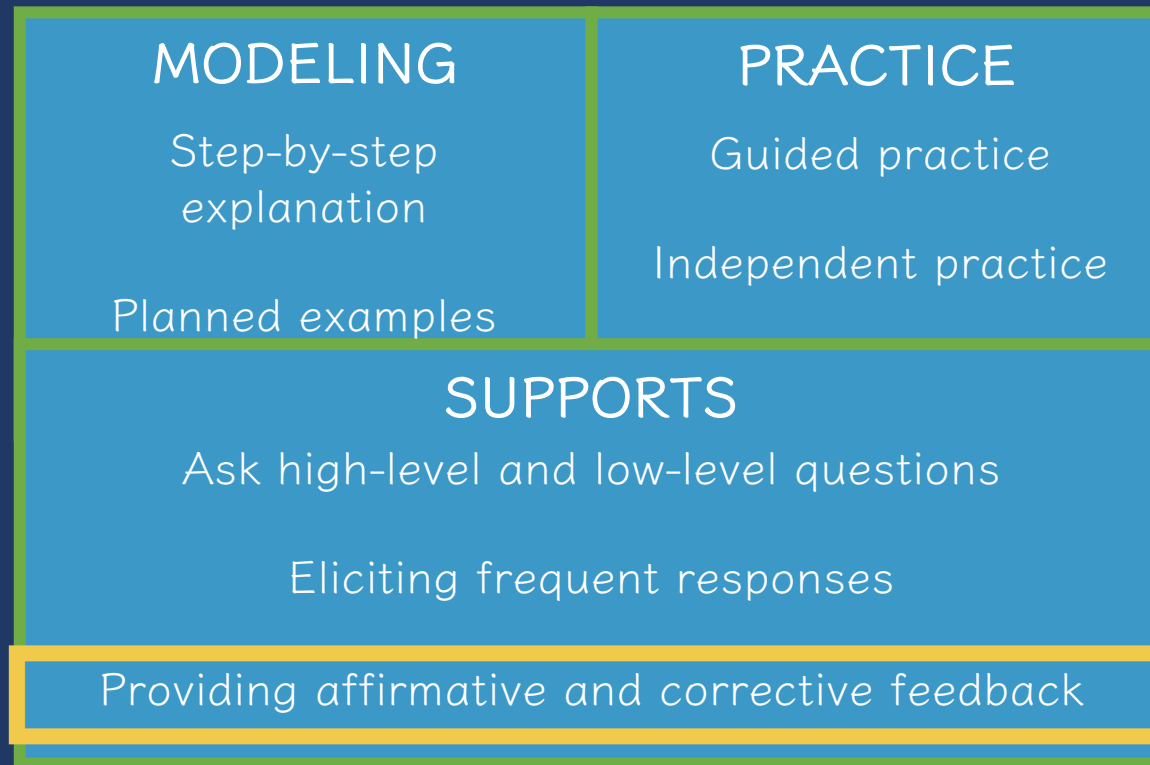 MODELING
Step-by-step
explanation
Planned examples
PRACTICE
Guided practice
Independent practice
SUPPORTS
Ask high-level and low-level questions
Eliciting frequent responses
Providing affirmative and corrective feedback